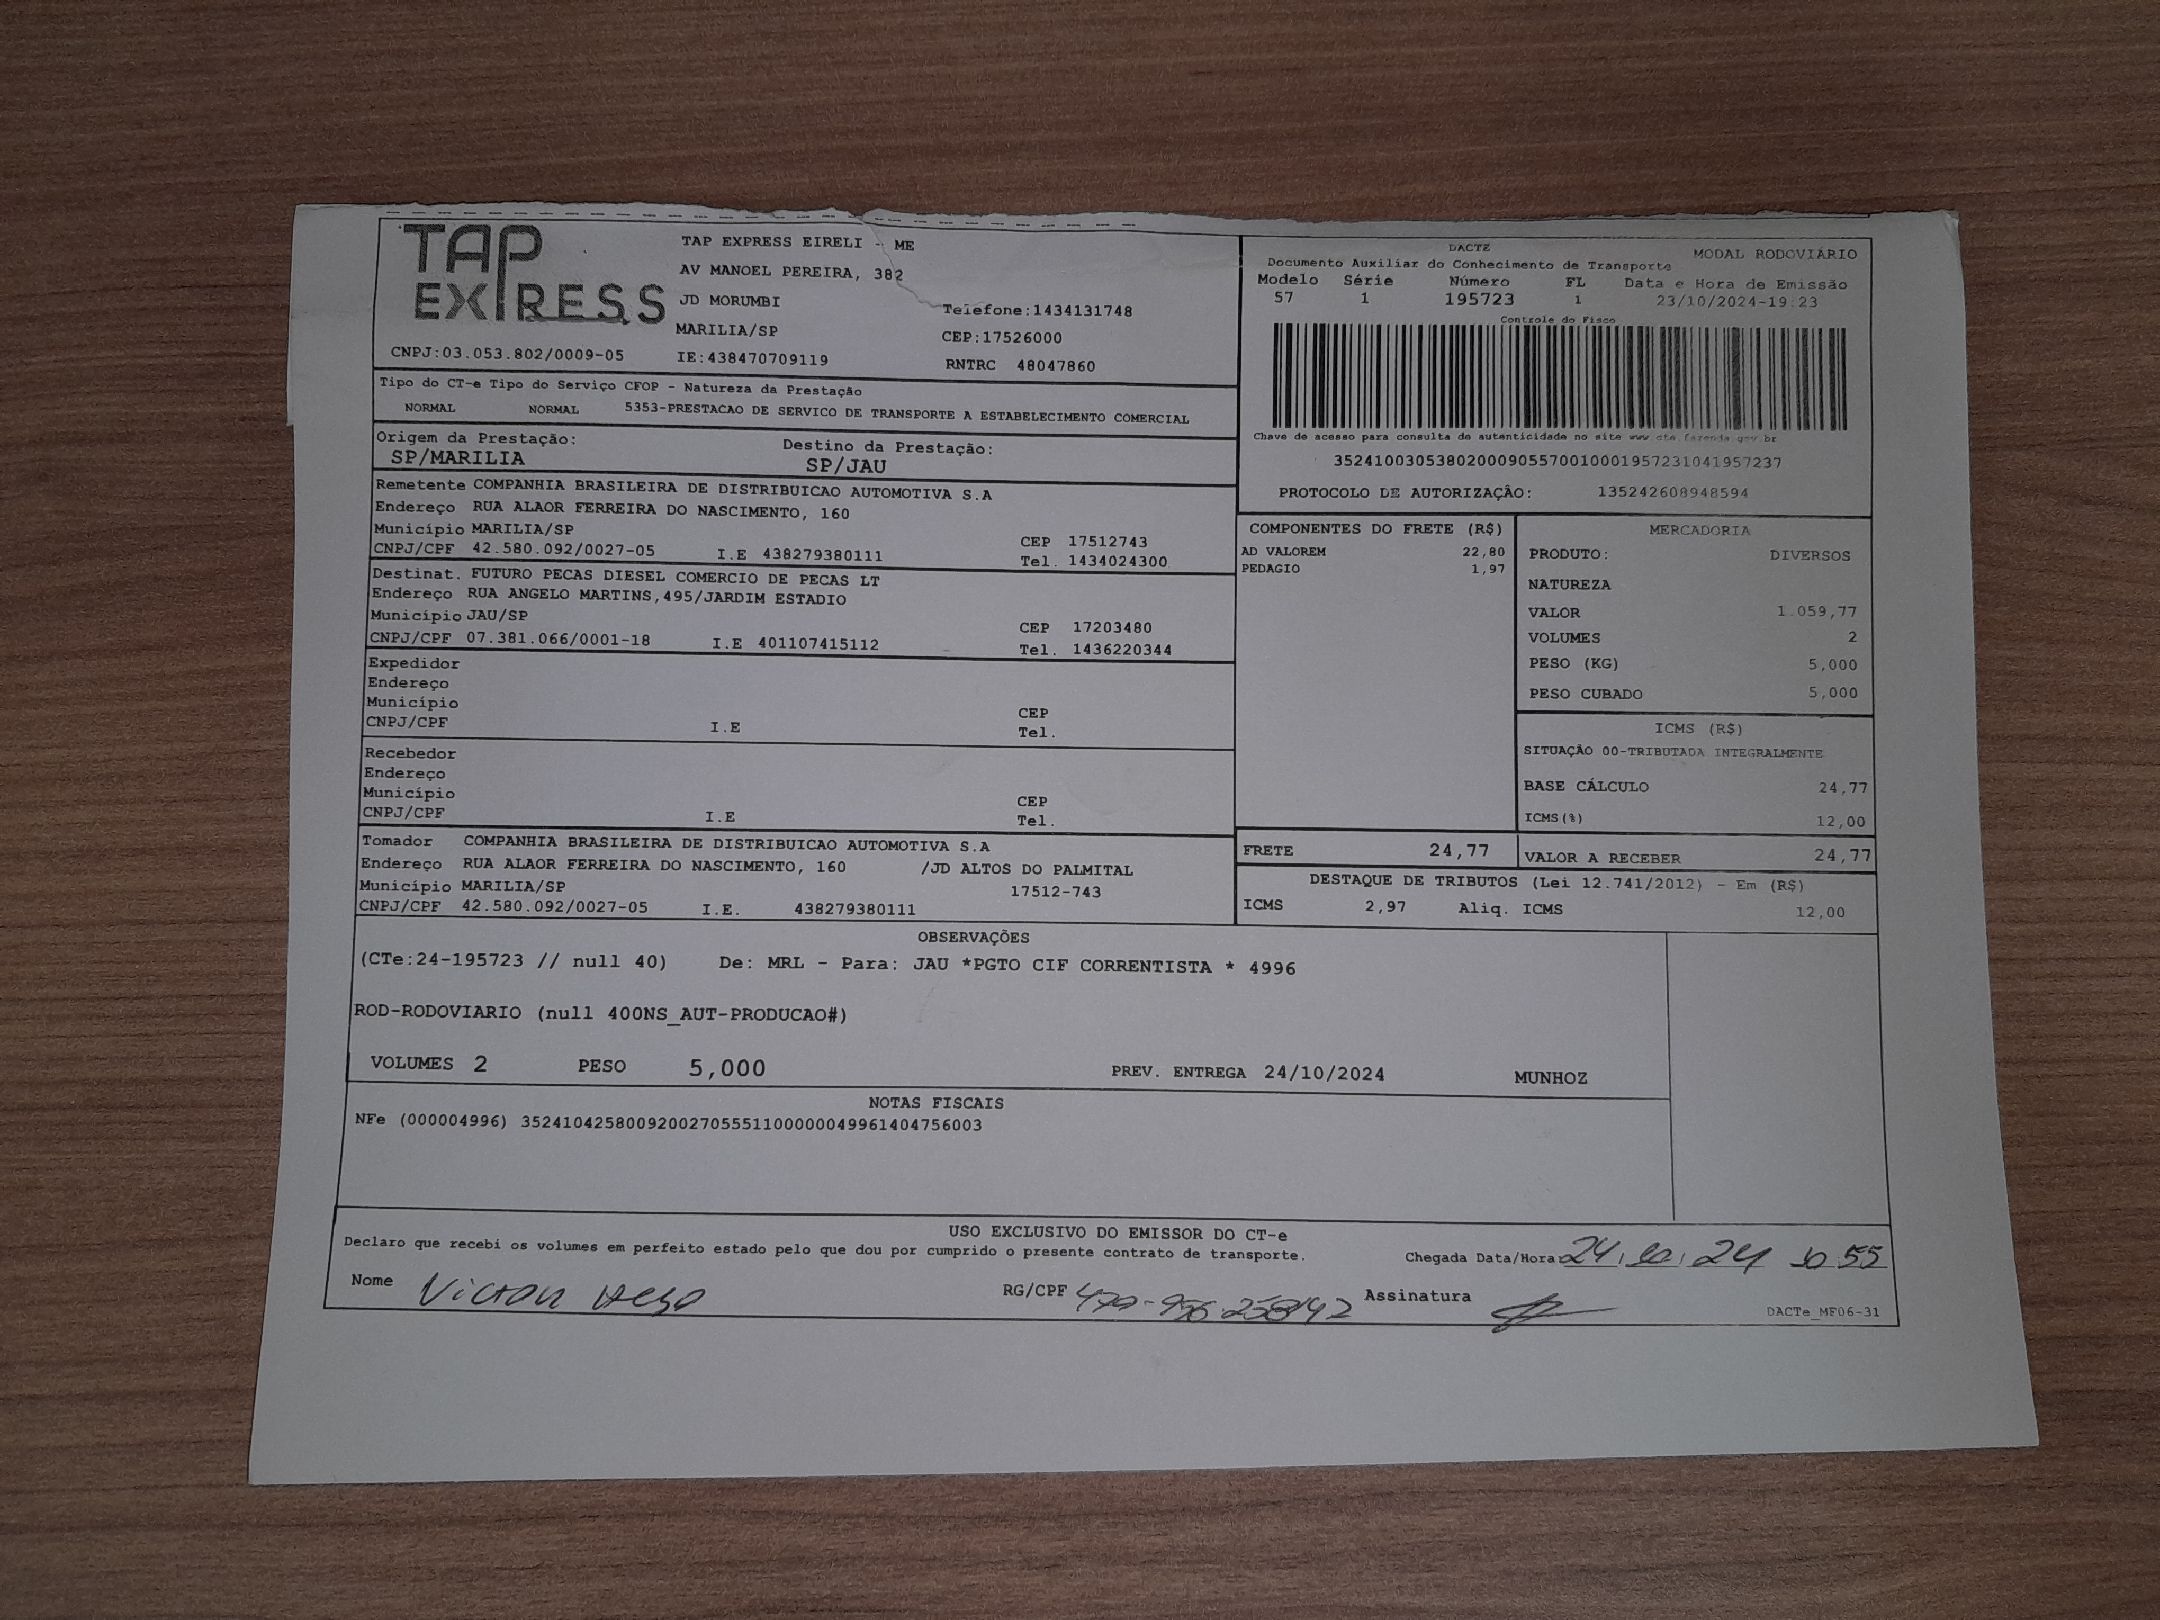 TAP
EXPRESS
TAP EXPRESS EIRELI - ME
AV MANOEL PEREIRA, 382
JD MORUMBI
Telefone:1434131748
MARILIA/SP
CEP:17526000
CNPJ:03.053.802/0009-05
IE:438470709119
RNTRC 48047860
DACTE
MODAL RODOVIÁRIO
Documento Auxiliar do Conhecimento de Transporte
Modelo Série Número FL Data e Hora de Emissão
57 1 195723 1 23/10/2024-19:23
Controle do Fisco
Chave de acesso para consulta de autenticidade no site www.cte.fazenda.gov.br
35241003053802000905570010001957231041957237
PROTOCOLO DE AUTORIZAÇÃO: 135242608948594
Tipo do CT-e Tipo do Serviço CFOP - Natureza da Prestação
NORMAL NORMAL 5353-PRESTACAO DE SERVICO DE TRANSPORTE A ESTABELECIMENTO COMERCIAL
Origem da Prestação: Destino da Prestação:
SP/MARILIA SP/JAU
Remetente COMPANHIA BRASILEIRA DE DISTRIBUICAO AUTOMOTIVA S.A
Endereço RUA ALAOR FERREIRA DO NASCIMENTO, 160
Município MARILIA/SP CEP 17512743
CNPJ/CPF 42.580.092/0027-05 I.E 438279380111 Tel. 1434024300
Destinat. FUTURO PECAS DIESEL COMERCIO DE PECAS LT
Endereço RUA ANGELO MARTINS,495/JARDIM ESTADIO
Município JAU/SP CEP 17203480
CNPJ/CPF 07.381.066/0001-18 I.E 401107415112 Tel. 1436220344
Expedidor
Endereço
Município CEP
CNPJ/CPF I.E Tel.
Recebedor
Endereço
Município CEP
CNPJ/CPF I.E Tel.
Tomador COMPANHIA BRASILEIRA DE DISTRIBUICAO AUTOMOTIVA S.A
Endereço RUA ALAOR FERREIRA DO NASCIMENTO, 160 /JD ALTOS DO PALMITAL
Município MARILIA/SP 17512-743
CNPJ/CPF 42.580.092/0027-05 I.E. 438279380111
COMPONENTES DO FRETE (R$)
AD VALOREM 22,80
PEDAGIO 1,97
MERCADORIA
PRODUTO: DIVERSOS
NATUREZA
VALOR 1.059,77
VOLUMES 2
PESO (KG) 5,000
PESO CUBADO 5,000
ICMS (R$)
SITUAÇÃO 00-TRIBUTADA INTEGRALMENTE
BASE CÁLCULO 24,77
ICMS(%) 12,00
FRETE 24,77 VALOR A RECEBER 24,77
DESTAQUE DE TRIBUTOS (Lei 12.741/2012) - Em (R$)
ICMS 2,97 Aliq. ICMS 12,00
OBSERVAÇÕES
(CTe:24-195723 // null 40) De: MRL - Para: JAU *PGTO CIF CORRENTISTA * 4996
ROD-RODOVIARIO (null 400NS_AUT-PRODUCAO#)
VOLUMES 2 PESO 5,000 PREV. ENTREGA 24/10/2024 MUNHOZ
NOTAS FISCAIS
NFe (000004996) 35241042580092002705551100000049961404756003
USO EXCLUSIVO DO EMISSOR DO CT-e
Declaro que recebi os volumes em perfeito estado pelo que dou por cumprido o presente contrato de transporte.
Chegada Data/Hora 24.10.24 10:55
Nome Victor RG/CPF Assinatura
DACTe_MF06-31